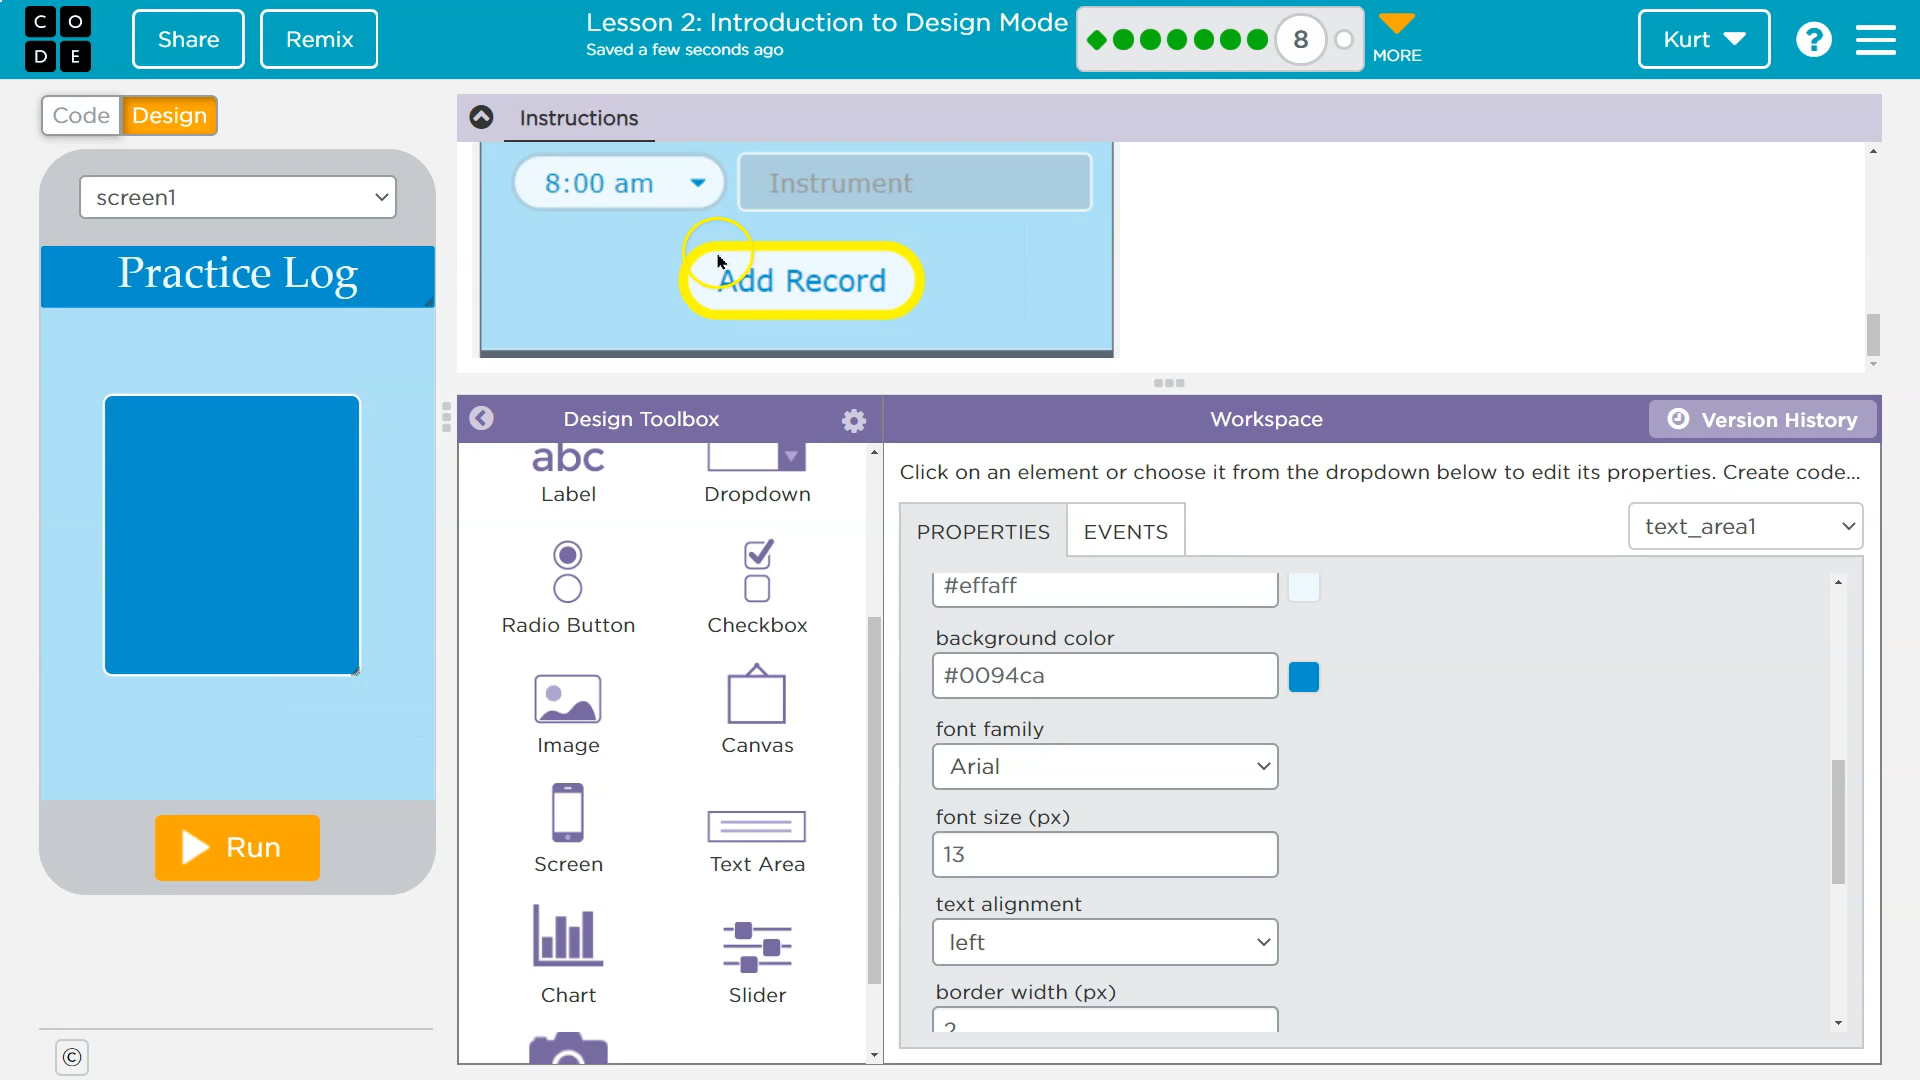 C O
D E
Share
Remix
Lesson 2: Introduction to Design Mode
Saved a few seconds ago
8
MORE
Kurt
?
Code
Design
Instructions
screen1
8:00 am
Instrument
Practice Log
Add Record
Design Toolbox
Workspace
Version History
abc
Label
Dropdown
Click on an element or choose it from the dropdown below to edit its properties. Create code...
PROPERTIES
EVENTS
text_area1
Radio Button
Checkbox
#effaff
background color
#0094ca
Image
Canvas
font family
Arial
font size (px)
13
Screen
Text Area
Run
text alignment
left
Chart
Slider
border width (px)
2
©